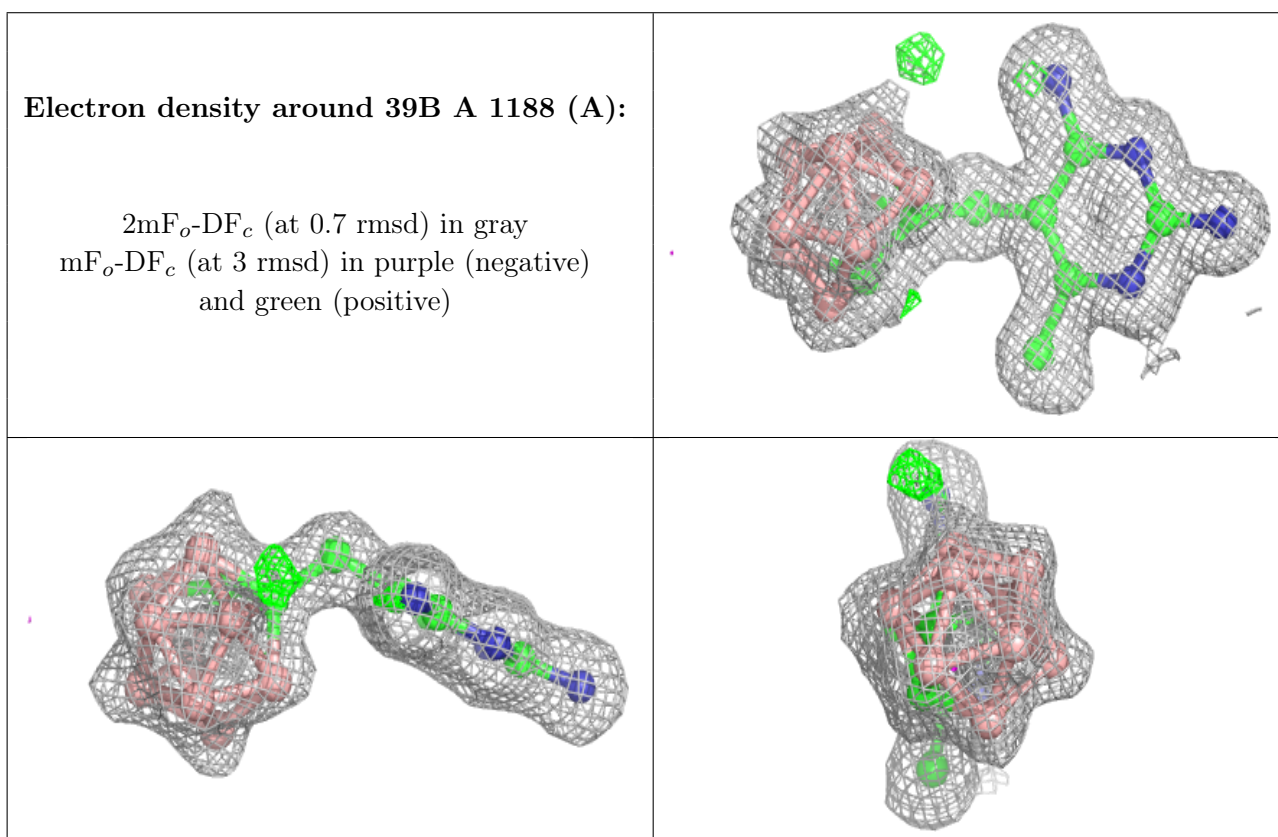 Electron density around 39B A 1188 (A):
2mFₒ-DF𝒸 (at 0.7 rmsd) in gray
mFₒ-DF𝒸 (at 3 rmsd) in purple (negative)
and green (positive)